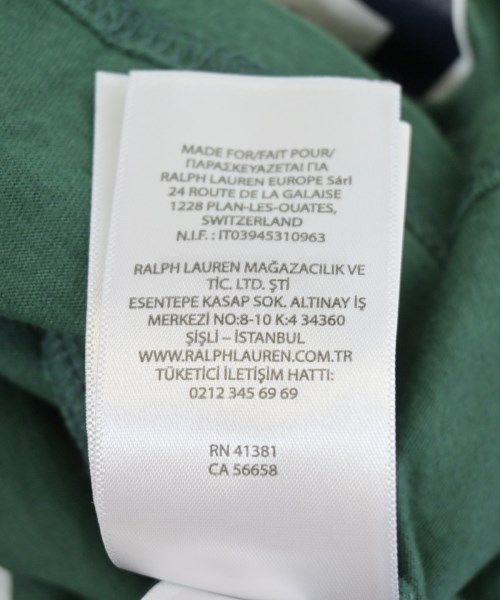 MADE FOR/FAIT POUR/
ΠΑΡΑΣΚΕΥΑΖΕΤΑΙ ΓΙΑ
RALPH LAUREN EUROPE Sárl
24 ROUTE DE LA GALAISE
1228 PLAN-LES-OUATES,
SWITZERLAND
N.I.F. : IT03945310963
RALPH LAUREN MAĞAZACILIK VE
TİC. LTD. ŞTİ
ESENTEPE KASAP SOK. ALTINAY İŞ
MERKEZİ NO:8-10 K:4 34360
ŞİŞLİ – İSTANBUL
WWW.RALPHLAUREN.COM.TR
TÜKETİCİ İLETİŞİM HATTI:
0212 345 69 69
RN 41381
CA 56658